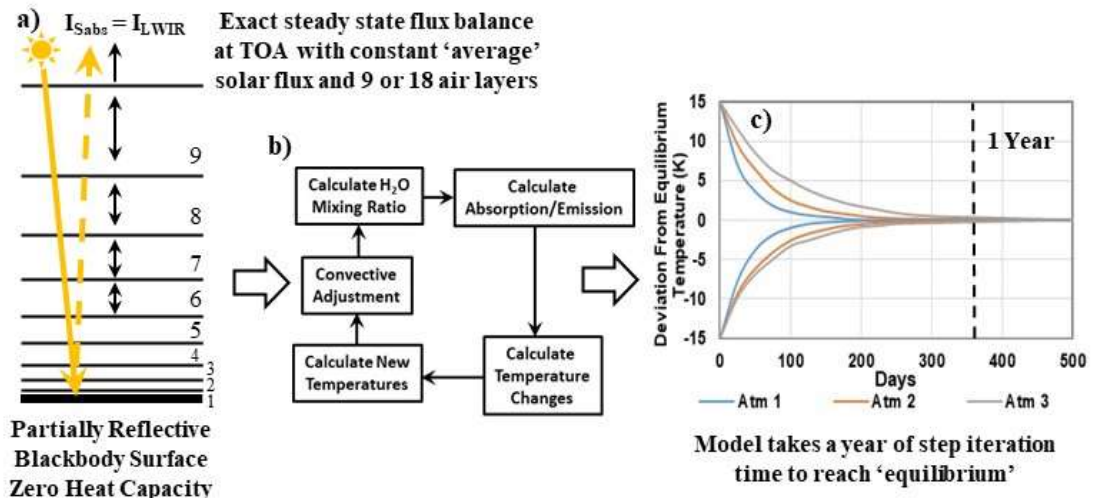 a)
I_Sabs = I_LWIR
Exact steady state flux balance
at TOA with constant ‘average’
solar flux and 9 or 18 air layers
9
8
7
6
5
4
3
2
1
Partially Reflective
Blackbody Surface
Zero Heat Capacity
b)
Calculate H₂O
Mixing Ratio
Calculate
Absorption/Emission
Convective
Adjustment
Calculate New
Temperatures
Calculate
Temperature
Changes
c)
1 Year
Deviation From Equilibrium
Temperature (K)
15
10
5
0
-5
-10
-15
0
100
200
300
400
500
Days
Atm 1
Atm 2
Atm 3
Model takes a year of step iteration
time to reach ‘equilibrium’